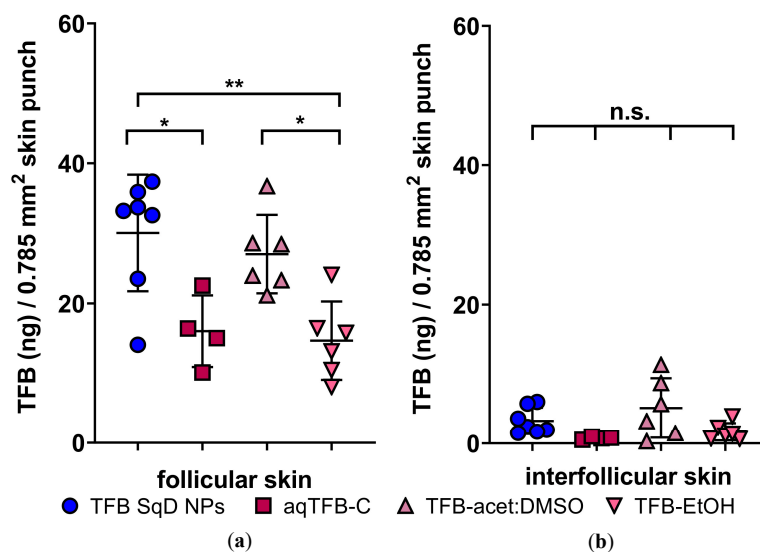 TFB (ng) / 0.785 mm² skin punch
60
40
20
0
**
*
*
follicular skin
TFB (ng) / 0.785 mm² skin punch
60
40
20
0
n.s.
interfollicular skin
TFB SqD NPs aqTFB-C TFB-acet:DMSO TFB-EtOH
(a) (b)